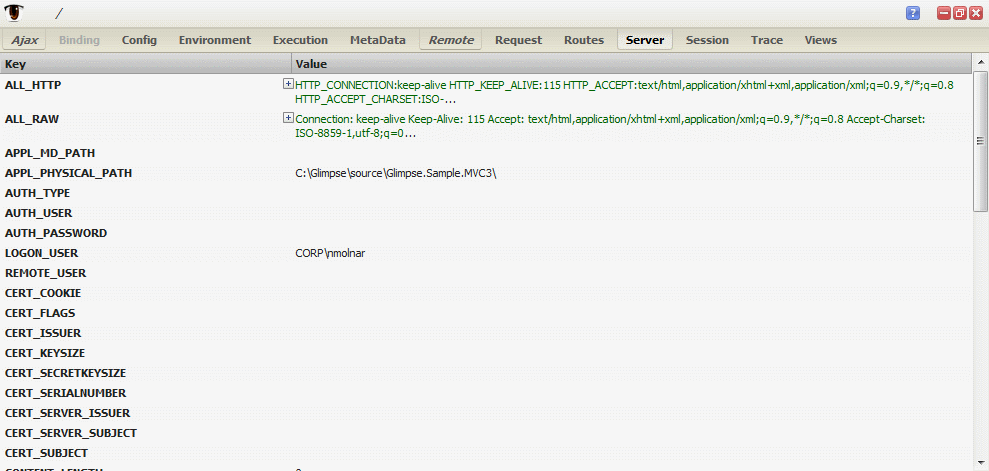 / ?
Ajax Binding Config Environment Execution MetaData Remote Request Routes Server Session Trace Views
Key Value
ALL_HTTP HTTP_CONNECTION:keep-alive HTTP_KEEP_ALIVE:115 HTTP_ACCEPT:text/html,application/xhtml+xml,application/xml;q=0.9,*/*;q=0.8
HTTP_ACCEPT_CHARSET:ISO-...
ALL_RAW Connection: keep-alive Keep-Alive: 115 Accept: text/html,application/xhtml+xml,application/xml;q=0.9,*/*;q=0.8 Accept-Charset:
ISO-8859-1,utf-8;q=0...
APPL_MD_PATH
APPL_PHYSICAL_PATH C:\Glimpse\source\Glimpse.Sample.MVC3\
AUTH_TYPE
AUTH_USER
AUTH_PASSWORD
LOGON_USER CORP\nmolnar
REMOTE_USER
CERT_COOKIE
CERT_FLAGS
CERT_ISSUER
CERT_KEYSIZE
CERT_SECRETKEYSIZE
CERT_SERIALNUMBER
CERT_SERVER_ISSUER
CERT_SERVER_SUBJECT
CERT_SUBJECT
CONTENT_LENGTH